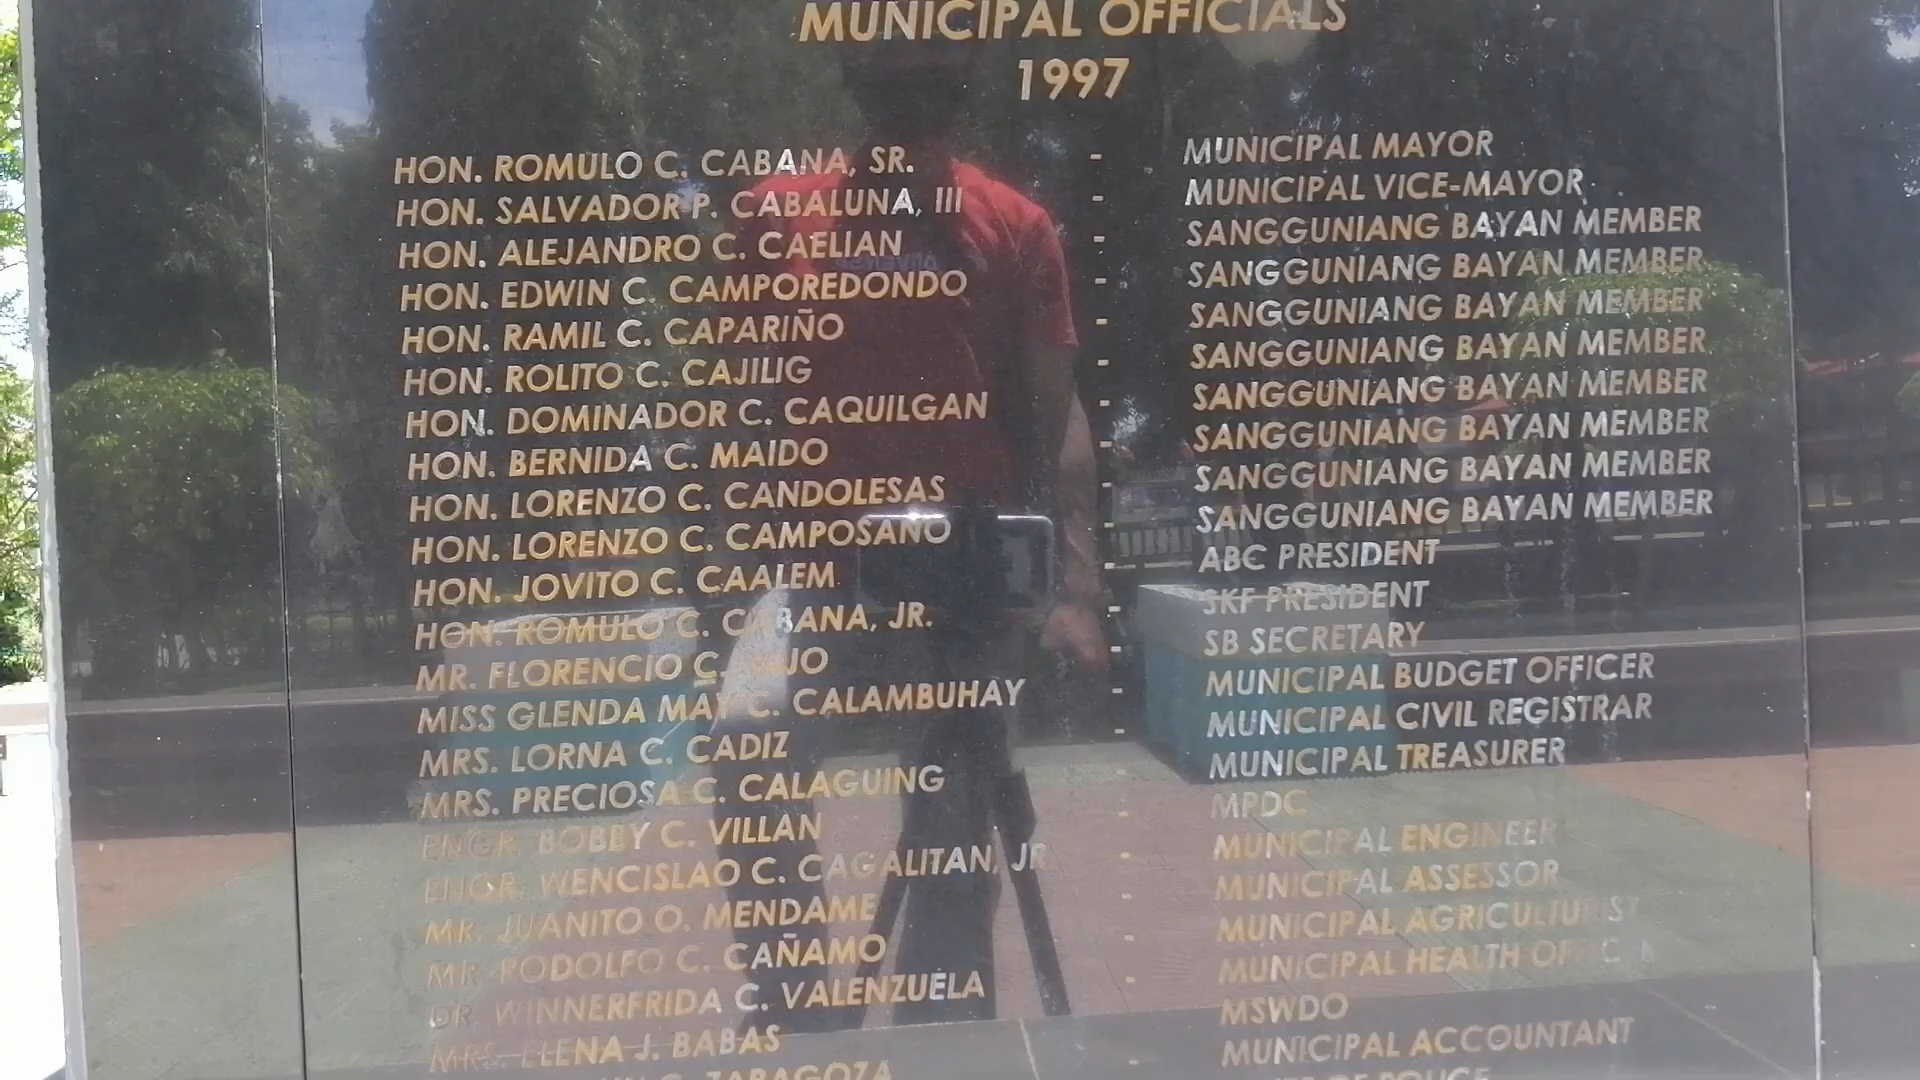 MUNICIPAL OFFICIALS
1997
HON. ROMULO C. CABANA, SR. - MUNICIPAL MAYOR
HON. SALVADOR P. CABALUNA, III - MUNICIPAL VICE-MAYOR
HON. ALEJANDRO C. CAELIAN - SANGGUNIANG BAYAN MEMBER
HON. EDWIN C. CAMPOREDONDO - SANGGUNIANG BAYAN MEMBER
HON. RAMIL C. CAPARIÑO - SANGGUNIANG BAYAN MEMBER
HON. ROLITO C. CAJILIG - SANGGUNIANG BAYAN MEMBER
HON. DOMINADOR C. CAQUILGAN - SANGGUNIANG BAYAN MEMBER
HON. BERNIDA C. MAIDO - SANGGUNIANG BAYAN MEMBER
HON. LORENZO C. CANDOLESAS - SANGGUNIANG BAYAN MEMBER
HON. LORENZO C. CAMPOSANO - SANGGUNIANG BAYAN MEMBER
HON. JOVITO C. CAALEM - ABC PRESIDENT
HON. ROMULO C. CABANA, JR. - SKF PRESIDENT
MR. FLORENCIO C. - SB SECRETARY
MISS GLENDA MAY C. CALAMBUHAY - MUNICIPAL BUDGET OFFICER
MRS. LORNA C. CADIZ - MUNICIPAL CIVIL REGISTRAR
MRS. PRECIOSA C. CALAGUING - MUNICIPAL TREASURER
ENGR. BOBBY C. VILLAN - MPDC
ENGR. WENCISLAO C. CAGALITAN, JR - MUNICIPAL ENGINEER
MR. JUANITO O. MENDAME - MUNICIPAL ASSESSOR
MR. RODOLFO C. CAÑAMO - MUNICIPAL AGRICULTURIST
DR. WINNERFRIDA C. VALENZUELA - MUNICIPAL HEALTH
MRS. ELENA J. BABAS MSWDO
C. ZARAGOZA MUNICIPAL ACCOUNTANT
OF POLICE